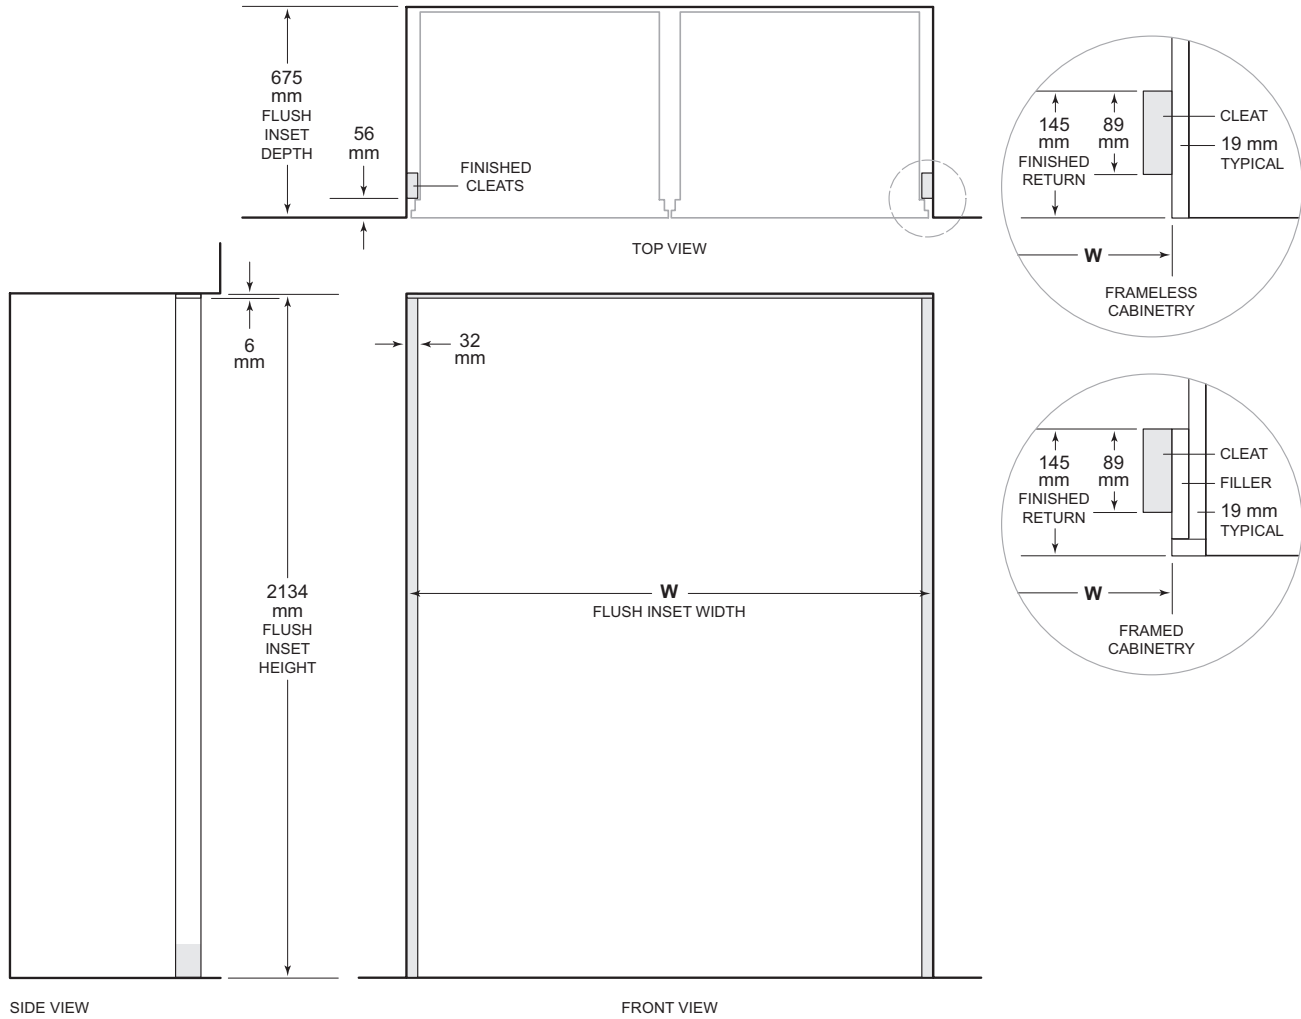 675
mm
FLUSH
INSET
DEPTH
56
mm
FINISHED
CLEATS
TOP VIEW
145
mm
FINISHED
RETURN
89
mm
CLEAT
19 mm
TYPICAL
W
FRAMELESS
CABINETRY
6
mm
32
mm
2134
mm
FLUSH
INSET
HEIGHT
W
FLUSH INSET WIDTH
145
mm
FINISHED
RETURN
89
mm
CLEAT
FILLER
19 mm
TYPICAL
W
FRAMED
CABINETRY
SIDE VIEW
FRONT VIEW